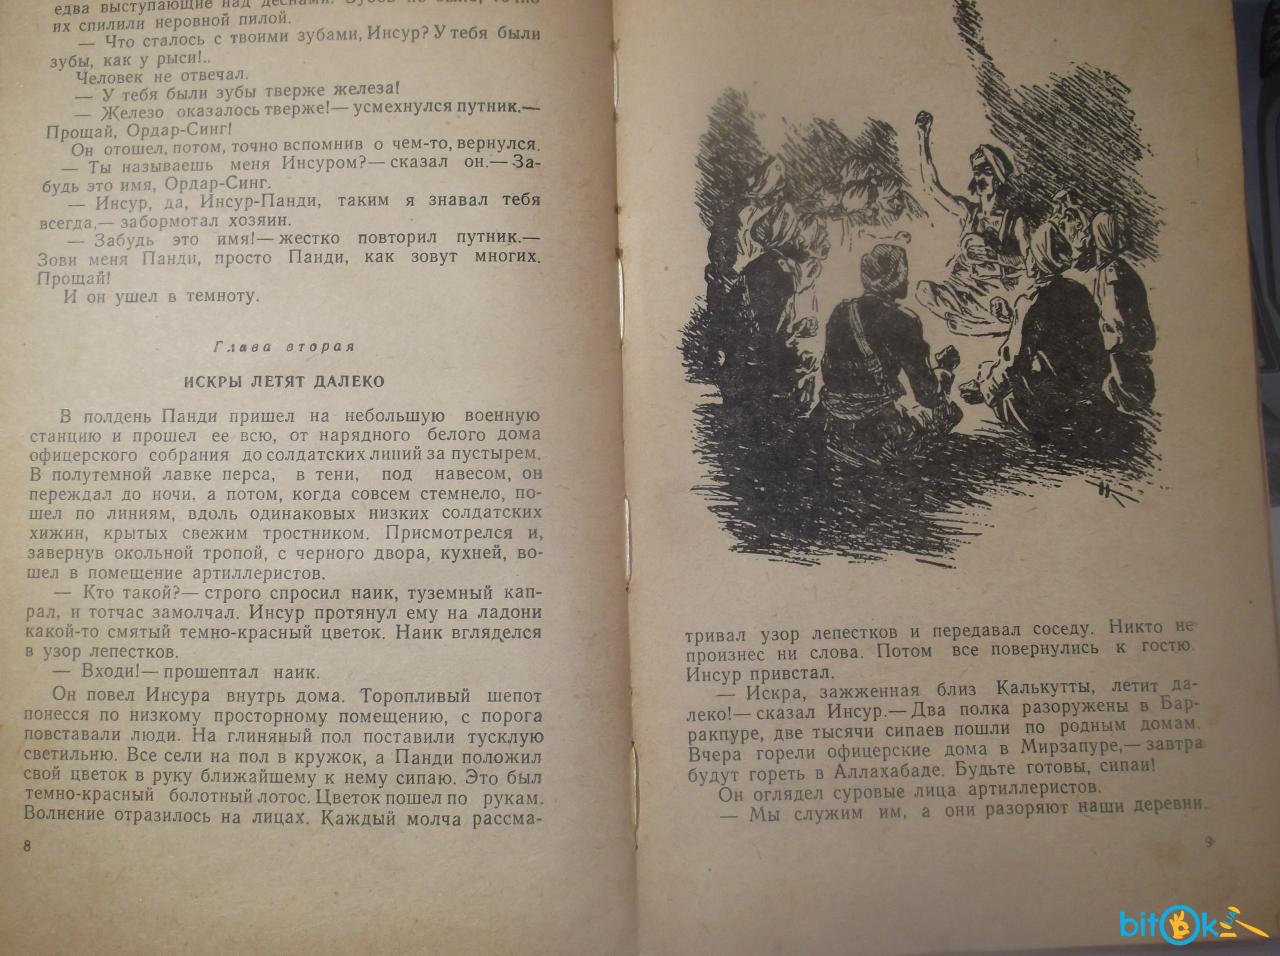 едва выступающие над деснами. Зубов не было, точно
их спилили неровной пилой.
— Что сталось с твоими зубами, Инсур? У тебя были
зубы, как у рыси!..
Человек не отвечал.
— У тебя были зубы тверже железа!
— Железо оказалось тверже!— усмехнулся путник.—
Прощай, Ордар-Синг!
Он отошел, потом, точно вспомнив о чем-то, вернулся.
— Ты называешь меня Инсуром?— сказал он.— За-
будь это имя, Ордар-Синг.
— Инсур, да, Инсур-Панди, таким я знавал тебя
всегда,— забормотал хозяин.
— Забудь это имя!— жестко повторил путник.—
Зови меня Панди, просто Панди, как зовут многих.
Прощай!
И он ушел в темноту.
Глава вторая
ИСКРЫ ЛЕТЯТ ДАЛЕКО
В полдень Панди пришел на небольшую военную
станцию и прошел ее всю, от нарядного белого дома
офицерского собрания до солдатских линий за пустырем.
В полутемной лавке перса, в тени, под навесом, он
переждал до ночи, а потом, когда совсем стемнело, по-
шел по линиям, вдоль одинаковых низких солдатских
хижин, крытых свежим тростником. Присмотрелся и,
завернув окольной тропой, с черного двора, кухней, во-
шел в помещение артиллеристов.
— Кто такой?— строго спросил наик, туземный кап-
рал, и тотчас замолчал. Инсур протянул ему на ладони
какой-то смятый темно-красный цветок. Наик вгляделся
в узор лепестков.
— Входи!— прошептал наик.
Он повел Инсура внутрь дома. Торопливый шепот
понесся по низкому просторному помещению, с порога
повставали люди. На глиняный пол поставили тусклую
светильню. Все сели на пол в кружок, а Панди положил
свой цветок в руку ближайшему к нему сипаю. Это был
темно-красный болотный лотос. Цветок пошел по рукам.
Волнение отразилось на лицах. Каждый молча рассма-
8
тривал узор лепестков и передавал соседу. Никто не
произнес ни слова. Потом все повернулись к гостю.
Инсур привстал.
— Искра, зажженная близ Калькутты, летит да-
леко!— сказал Инсур.— Два полка разоружены в Бар-
ракпуре, две тысячи сипаев пошли по родным домам.
Вчера горели офицерские дома в Мирзапуре,— завтра
будут гореть в Аллахабаде. Будьте готовы, сипаи!
Он оглядел суровые лица артиллеристов.
— Мы служим им, а они разоряют наши деревни.
9
bitOk